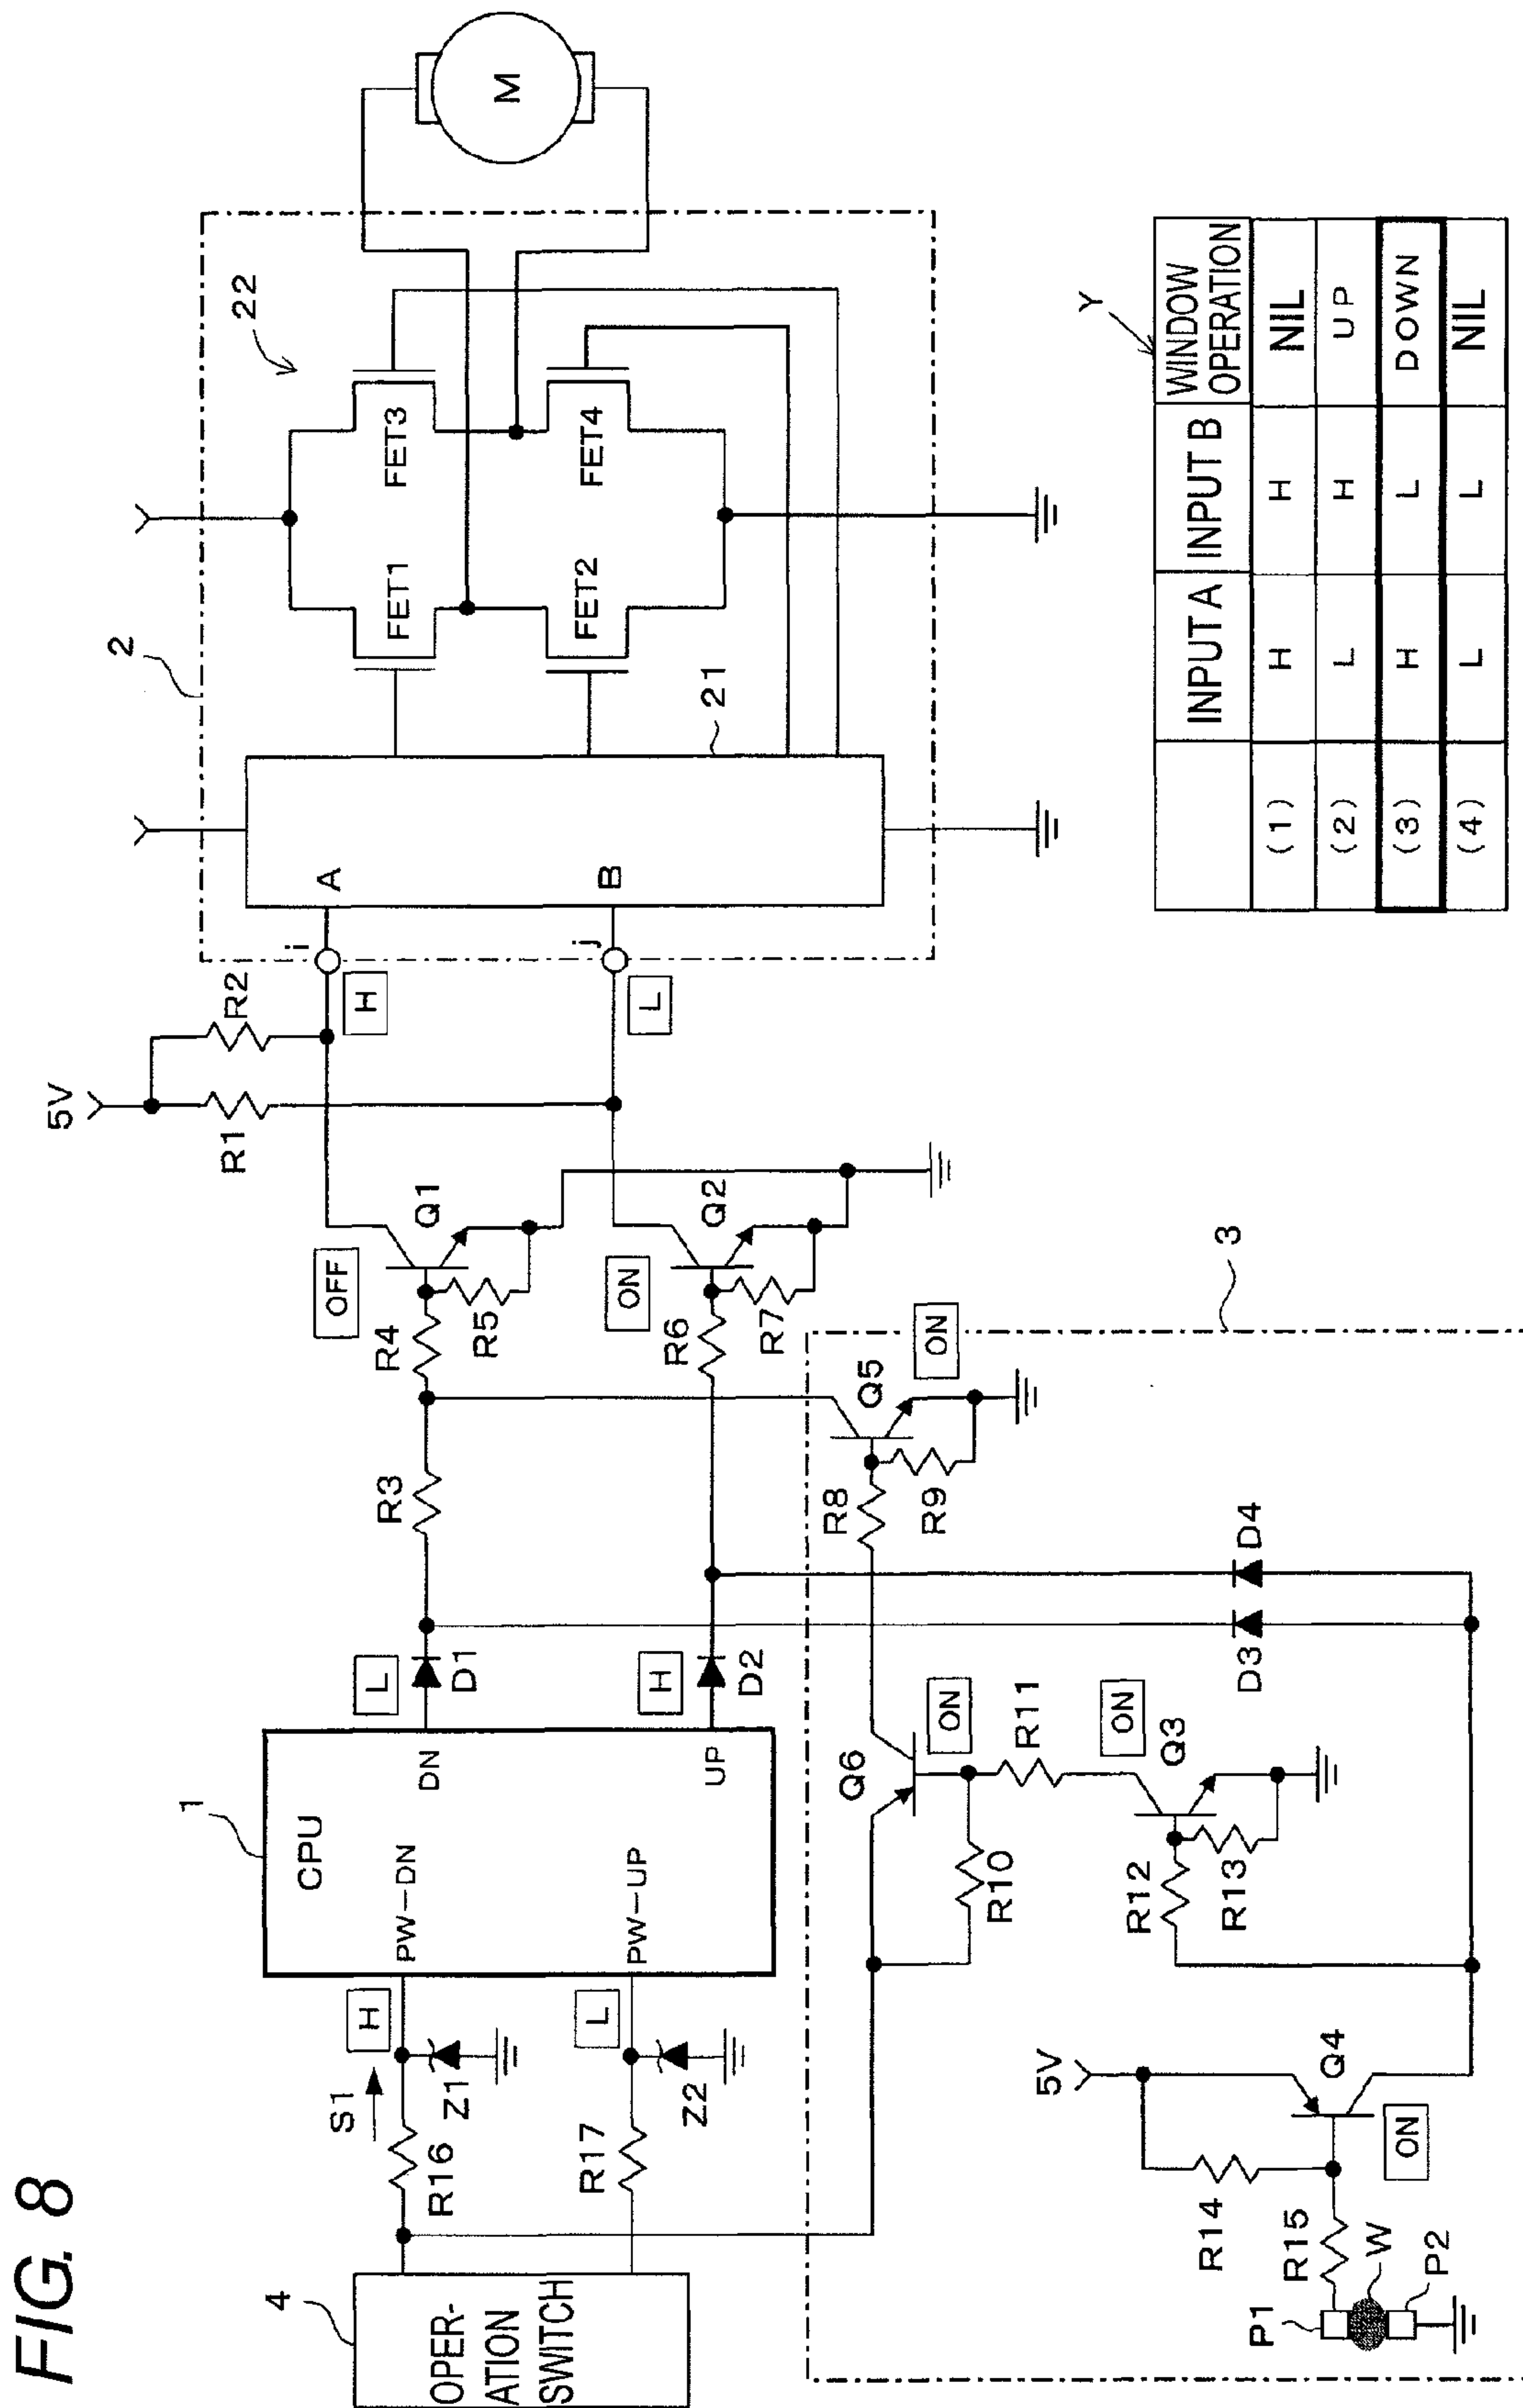 FIG. 8
5V
R1
R2
2
22
FET1
FET3
FET2
FET4
M
21
A
B
i
j
H
L
OFF
Q1
R4
R5
ON
Q2
R6
R7
R3
1
CPU
PW-DN
PW-UP
DN
UP
L
D1
H
D2
4
OPER-
ATION
SWITCH
S1
H
R16
Z1
L
R17
Z2
3
Q5
ON
R8
R9
Q6
ON
R10
R11
ON
Q3
R12
R13
D3
D4
5V
Q4
ON
R14
R15
P1
W
P2
Y
INPUT A INPUT B WINDOW
OPERATION
(1) H H NIL
(2) L H UP
(3) H L DOWN
(4) L L NIL